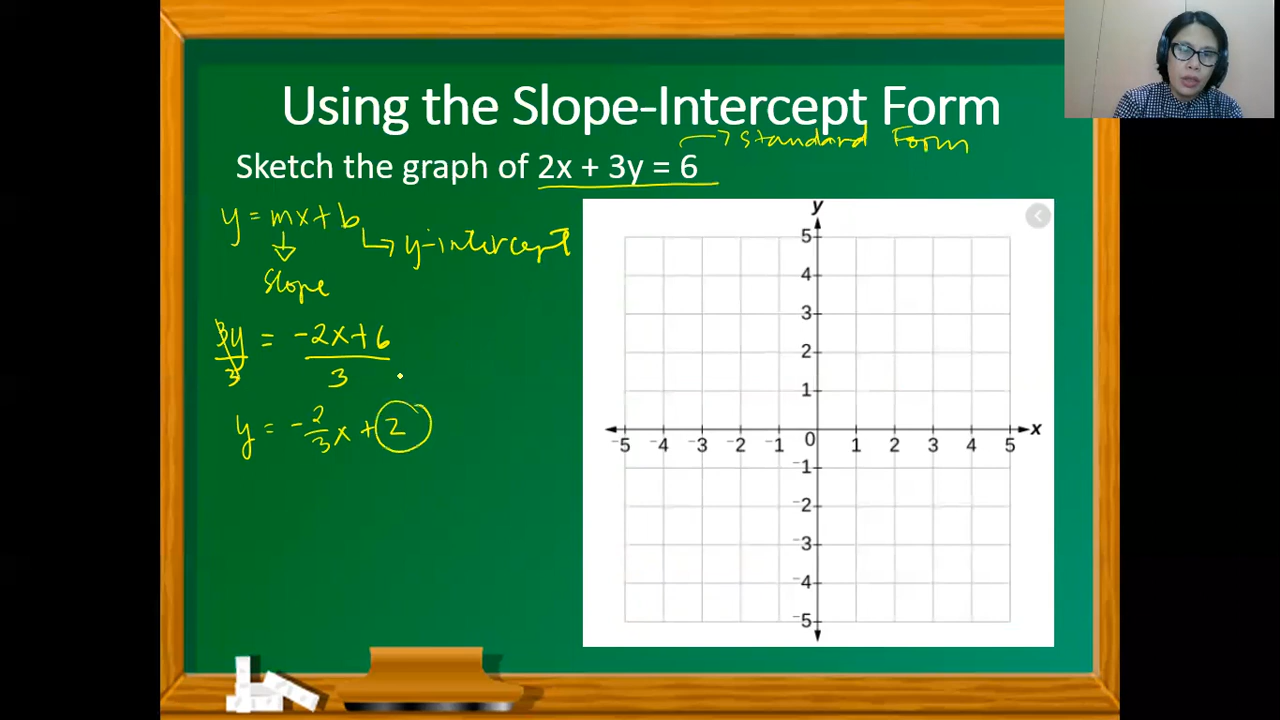 Using the Slope-Intercept Form
→ Standard Form
Sketch the graph of 2x + 3y = 6
y = mx + b
↳ y-intercept
Slope
3y = -2x + 6
3 3
y = -2/3x + 2
y
5
4
3
2
1
-5 -4 -3 -2 -1 0 1 2 3 4 5 x
-1
-2
-3
-4
-5